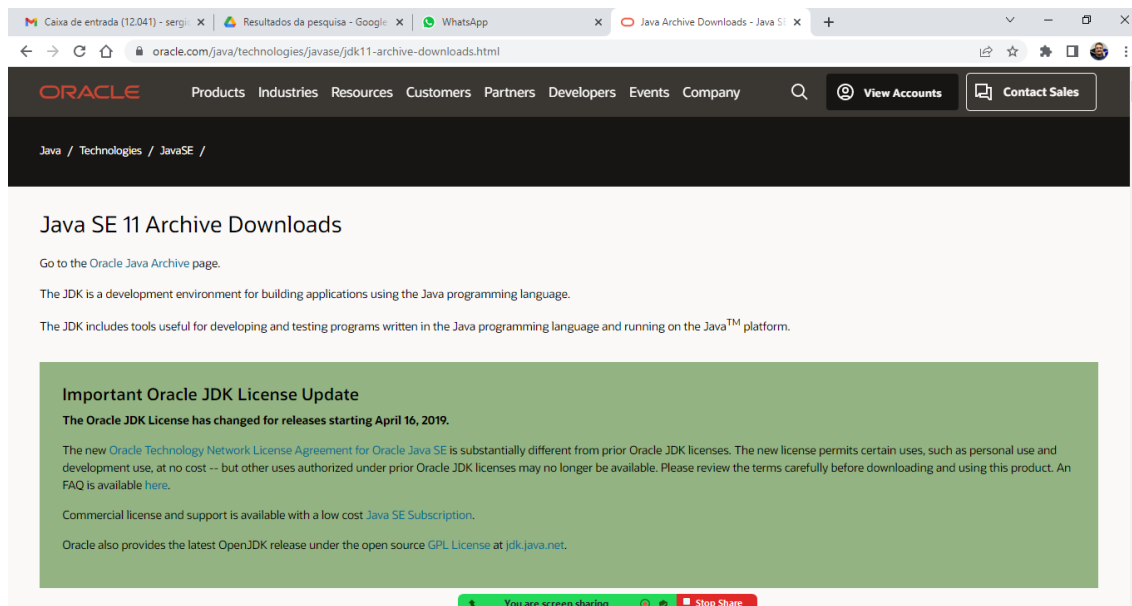 Caixa de entrada (12.041) - sergio
Resultados da pesquisa - Google
WhatsApp
Java Archive Downloads - Java SE
oracle.com/java/technologies/javase/jdk11-archive-downloads.html
ORACLE
Products Industries Resources Customers Partners Developers Events Company
View Accounts
Contact Sales
Java / Technologies / JavaSE /
Java SE 11 Archive Downloads
Go to the Oracle Java Archive page.
The JDK is a development environment for building applications using the Java programming language.
The JDK includes tools useful for developing and testing programs written in the Java programming language and running on the Java™ platform.
Important Oracle JDK License Update
The Oracle JDK License has changed for releases starting April 16, 2019.
The new Oracle Technology Network License Agreement for Oracle Java SE is substantially different from prior Oracle JDK licenses. The new license permits certain uses, such as personal use and
development use, at no cost -- but other uses authorized under prior Oracle JDK licenses may no longer be available. Please review the terms carefully before downloading and using this product. An
FAQ is available here.
Commercial license and support is available with a low cost Java SE Subscription.
Oracle also provides the latest OpenJDK release under the open source GPL License at jdk.java.net.
You are screen sharing
Stop Share